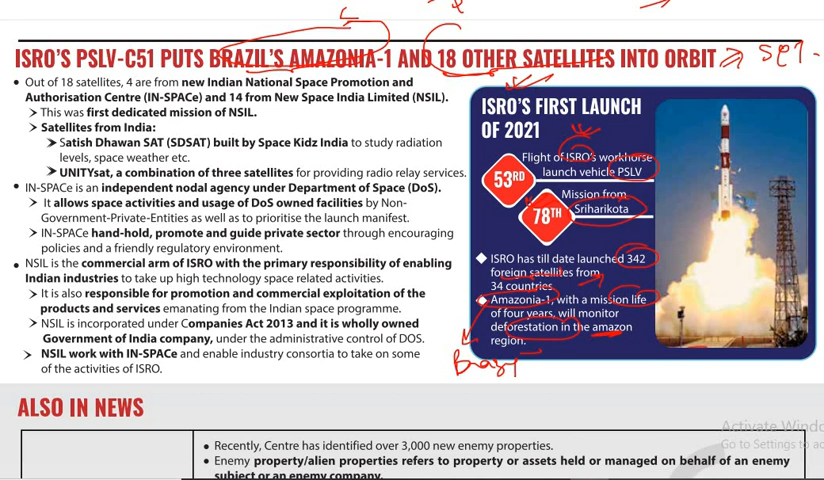 ISRO'S PSLV-C51 PUTS BRAZIL'S AMAZONIA-1 AND 18 OTHER SATELLITES INTO ORBIT
• Out of 18 satellites, 4 are from new Indian National Space Promotion and
Authorisation Centre (IN-SPACe) and 14 from New Space India Limited (NSIL).
➤ This was first dedicated mission of NSIL.
➤ Satellites from India:
➤ Satish Dhawan SAT (SDSAT) built by Space Kidz India to study radiation
levels, space weather etc.
➤ UNITYsat, a combination of three satellites for providing radio relay services.
• IN-SPACe is an independent nodal agency under Department of Space (DoS).
➤ It allows space activities and usage of DoS owned facilities by Non-
Government-Private-Entities as well as to prioritise the launch manifest.
➤ IN-SPACe hand-hold, promote and guide private sector through encouraging
policies and a friendly regulatory environment.
• NSIL is the commercial arm of ISRO with the primary responsibility of enabling
Indian industries to take up high technology space related activities.
➤ It is also responsible for promotion and commercial exploitation of the
products and services emanating from the Indian space programme.
➤ NSIL is incorporated under Companies Act 2013 and it is wholly owned
Government of India company, under the administrative control of DOS.
➤ NSIL work with IN-SPACe and enable industry consortia to take on some
of the activities of ISRO.
ISRO'S FIRST LAUNCH
OF 2021
53RD
Flight of ISRO's workhorse
launch vehicle PSLV
78TH
Mission from
Sriharikota
◆ ISRO has till date launched 342
foreign satellites from
34 countries
◆ Amazonia-1, with a mission life
of four years, will monitor
deforestation in the amazon
region.
ALSO IN NEWS
• Recently, Centre has identified over 3,000 new enemy properties.
• Enemy property/alien properties refers to property or assets held or managed on behalf of an enemy
subject or an enemy company.
Activate Windo
Go to Settings to ac